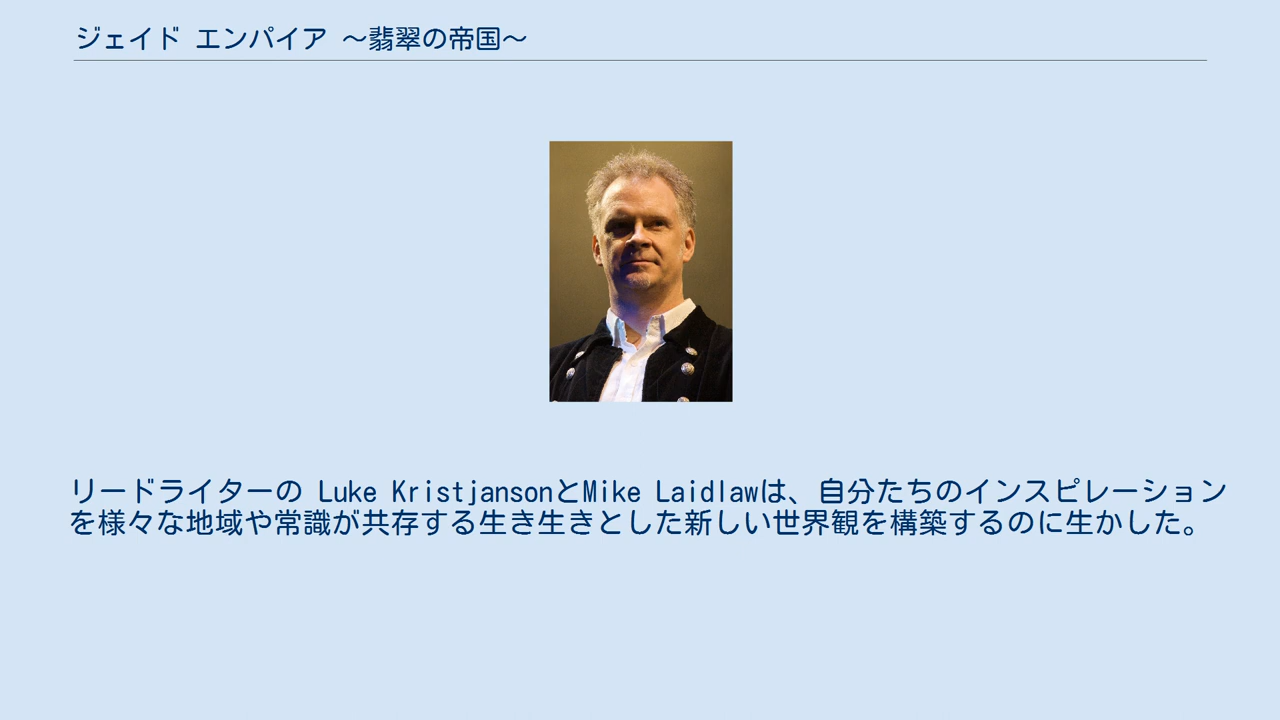 ジェイド エンパイア ～翡翠の帝国～
リードライターの Luke KristjansonとMike Laidlawは、自分たちのインスピレーション
を様々な地域や常識が共存する生き生きとした新しい世界観を構築するのに生かした。